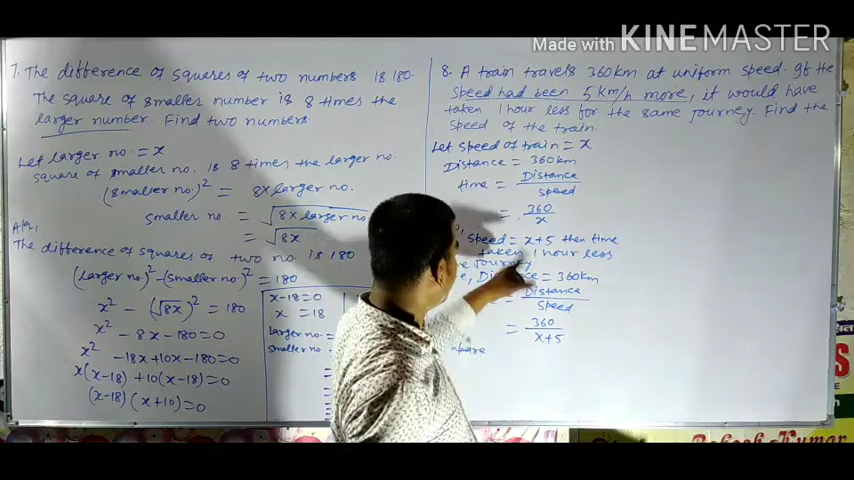 Made with KINEMASTER
7. The difference of squares of two numbers is 180.
The square of smaller number is 8 times the
larger number. Find two numbers.
Let larger no. = x
square of smaller no. is 8 times the larger no.
(smaller no.)² = 8x larger no.
smaller no. = √8x larger no.
= √8x
A/q,
The difference of squares of two no. is 180
(larger no.)² - (smaller no.)² = 180
x² - (√8x)² = 180
x² - 8x - 180 = 0
x² - 18x + 10x - 180 = 0
x(x-18) + 10(x-18) = 0
(x-18) (x+10) = 0
x-18 = 0
x = 18
larger no. =
smaller no.
8. A train travels 360km at uniform speed. If the
speed had been 5 km/h more, it would have
taken 1 hour less for the same journey. Find the
speed of the train.
Let speed of train = x
Distance = 360km
time = Distance
speed
= 360
x
speed = x+5 then time
taken 1 hour less
journey
Distance = 360km
Distance
speed
= 360
x+5